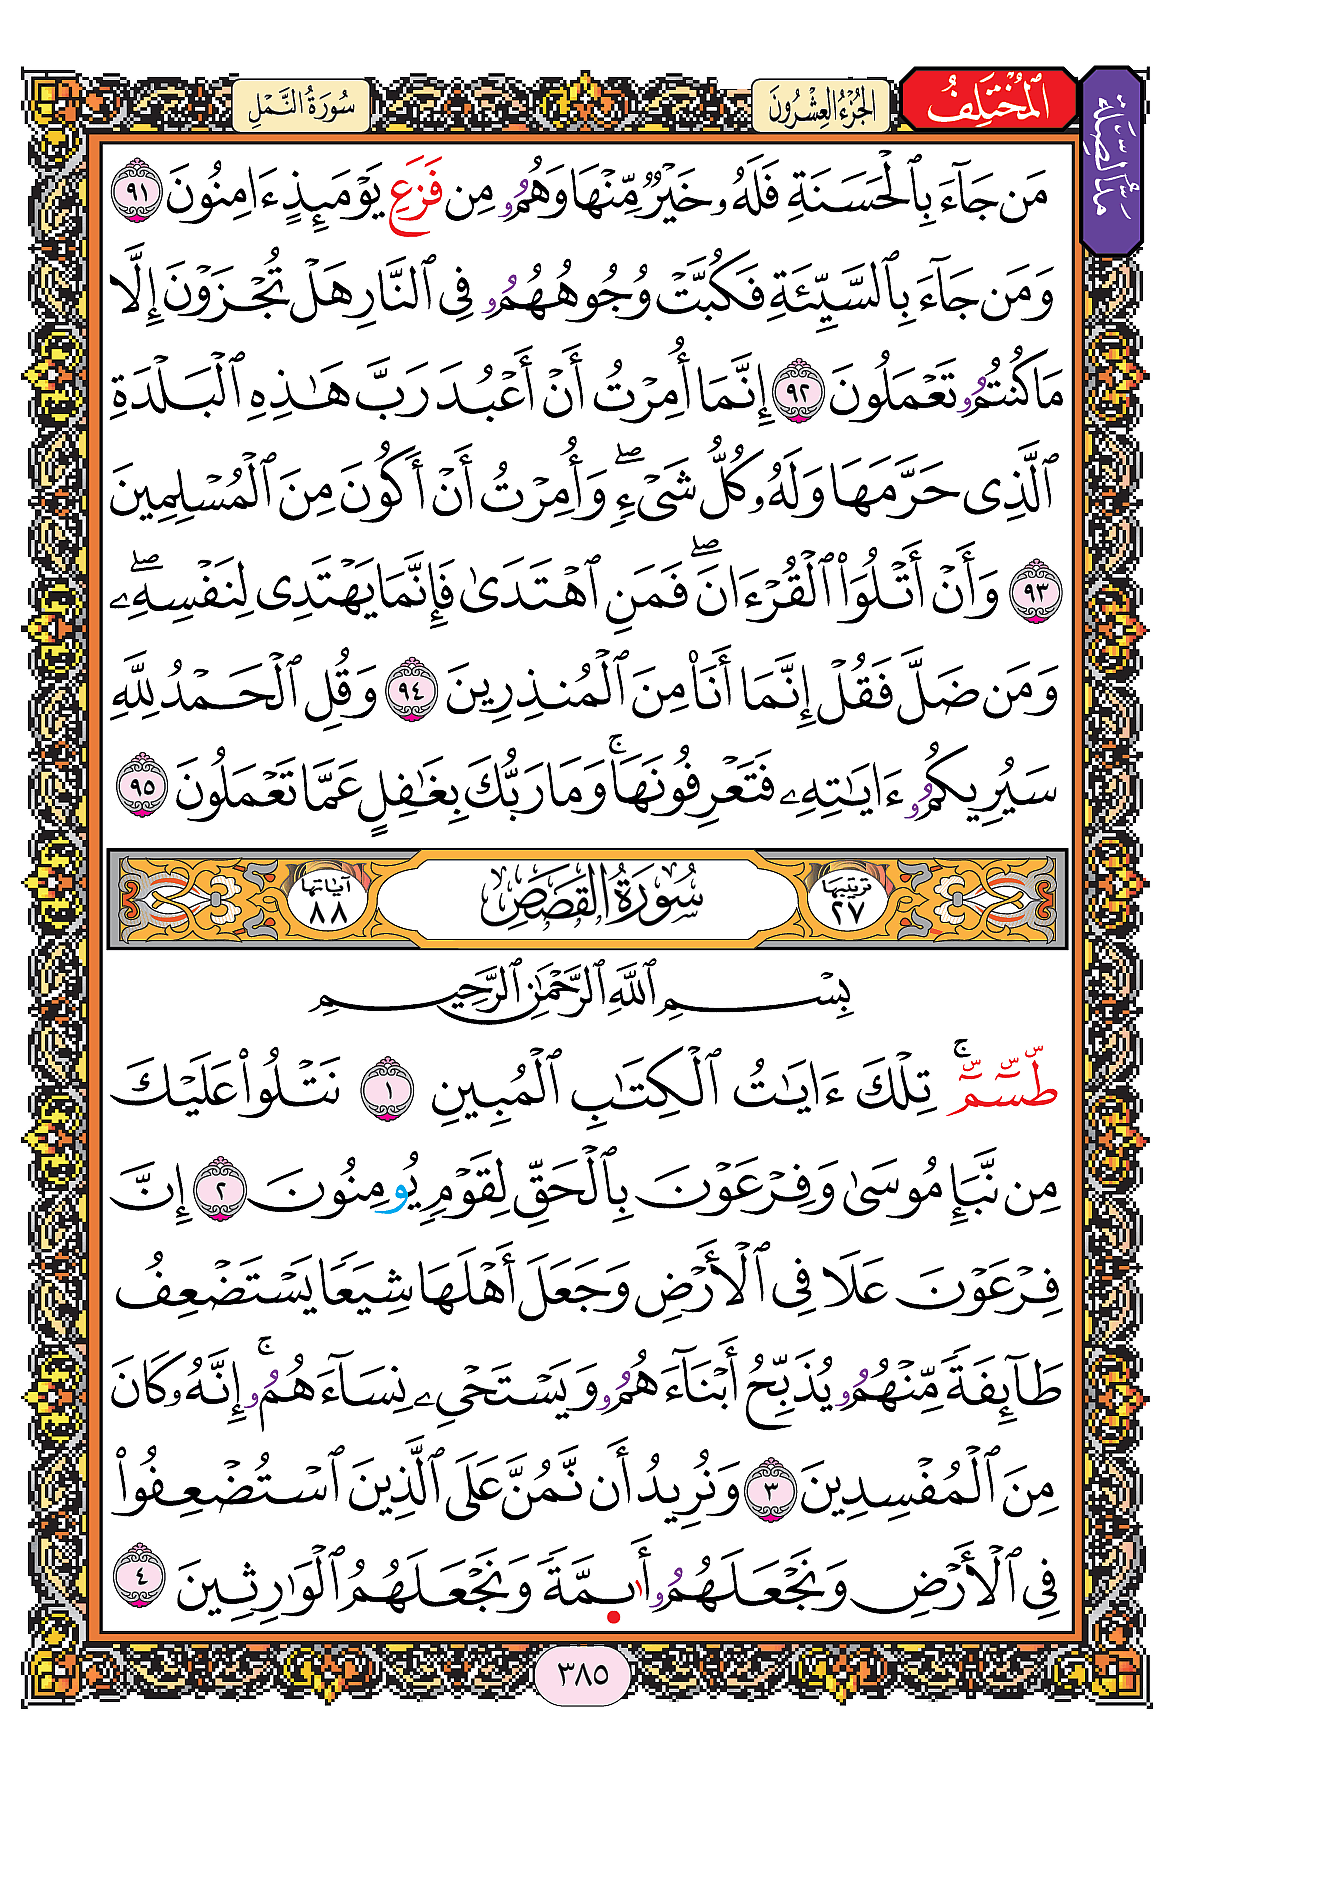 ٱلْمُخْتَلِفُ
الجُزْءُ العِشْرُونَ
سُورَةُ النَّمْلِ
مَن جَآءَ بِٱلْحَسَنَةِ فَلَهُۥ خَيْرٌ مِّنْهَا وَهُمُۥ مِن فَزَعِ يَوْمَئِذٍ ءَامِنُونَ ٩١
وَمَن جَآءَ بِٱلسَّيِّئَةِ فَكُبَّتْ وُجُوهُهُمُۥ فِى ٱلنَّارِ هَلْ تُجْزَوْنَ إِلَّا
مَا كُنتُمُۥ تَعْمَلُونَ ٩٢ إِنَّمَا أُمِرْتُ أَنْ أَعْبُدَ رَبَّ هَٰذِهِ ٱلْبَلْدَةِ
ٱلَّذِى حَرَّمَهَا وَلَهُۥ كُلُّ شَىْءٍ ۖ وَأُمِرْتُ أَنْ أَكُونَ مِنَ ٱلْمُسْلِمِينَ
٩٣ وَأَنْ أَتْلُوَا۟ ٱلْقُرْءَانَ ۖ فَمَنِ ٱهْتَدَىٰ فَإِنَّمَا يَهْتَدِى لِنَفْسِهِۦ ۖ
وَمَن ضَلَّ فَقُلْ إِنَّمَا أَنَا۠ مِنَ ٱلْمُنذِرِينَ ٩٤ وَقُلِ ٱلْحَمْدُ لِلَّهِ
سَيُرِيكُمُۥ ءَايَٰتِهِۦ فَتَعْرِفُونَهَا ۚ وَمَا رَبُّكَ بِغَٰفِلٍ عَمَّا تَعْمَلُونَ ٩٥
ترتيبها ٢٧ سُورَةُ القَصَصِ آياتها ٨٨
بِسْمِ ٱللَّهِ ٱلرَّحْمَٰنِ ٱلرَّحِيمِ
طسٓمٓ ۚ تِلْكَ ءَايَٰتُ ٱلْكِتَٰبِ ٱلْمُبِينِ ١ نَتْلُوا۟ عَلَيْكَ
مِن نَّبَإِ مُوسَىٰ وَفِرْعَوْنَ بِٱلْحَقِّ لِقَوْمٍ يُومِنُونَ ٢ إِنَّ
فِرْعَوْنَ عَلَا فِى ٱلْأَرْضِ وَجَعَلَ أَهْلَهَا شِيَعًا يَسْتَضْعِفُ
طَآئِفَةً مِّنْهُمُۥ يُذَبِّحُ أَبْنَآءَهُمُۥ وَيَسْتَحْىِۦ نِسَآءَهُمُۥ ۚ إِنَّهُۥ كَانَ
مِنَ ٱلْمُفْسِدِينَ ٣ وَنُرِيدُ أَن نَّمُنَّ عَلَى ٱلَّذِينَ ٱسْتُضْعِفُوا۟
فِى ٱلْأَرْضِ وَنَجْعَلَهُمُۥ أَىِٕمَّةً وَنَجْعَلَهُمُ ٱلْوَٰرِثِينَ ٤
٣٨٥